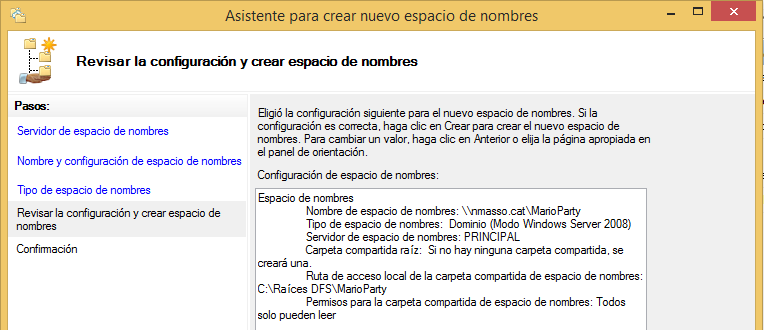 Asistente para crear nuevo espacio de nombres
Revisar la configuración y crear espacio de nombres
Pasos:
Servidor de espacio de nombres
Nombre y configuración de espacio de nombres
Tipo de espacio de nombres
Revisar la configuración y crear espacio de
nombres
Confirmación
Eligió la configuración siguiente para el nuevo espacio de nombres. Si la
configuración es correcta, haga clic en Crear para crear el nuevo espacio de
nombres. Para cambiar un valor, haga clic en Anterior o elija la página apropiada en
el panel de orientación.
Configuración de espacio de nombres:
Espacio de nombres
Nombre de espacio de nombres: \\nmasso.cat\MarioParty
Tipo de espacio de nombres: Dominio (Modo Windows Server 2008)
Servidor de espacio de nombres: PRINCIPAL
Carpeta compartida raíz: Si no hay ninguna carpeta compartida, se
creará una.
Ruta de acceso local de la carpeta compartida de espacio de nombres:
C:\Raíces DFS\MarioParty
Permisos para la carpeta compartida de espacio de nombres: Todos
solo pueden leer